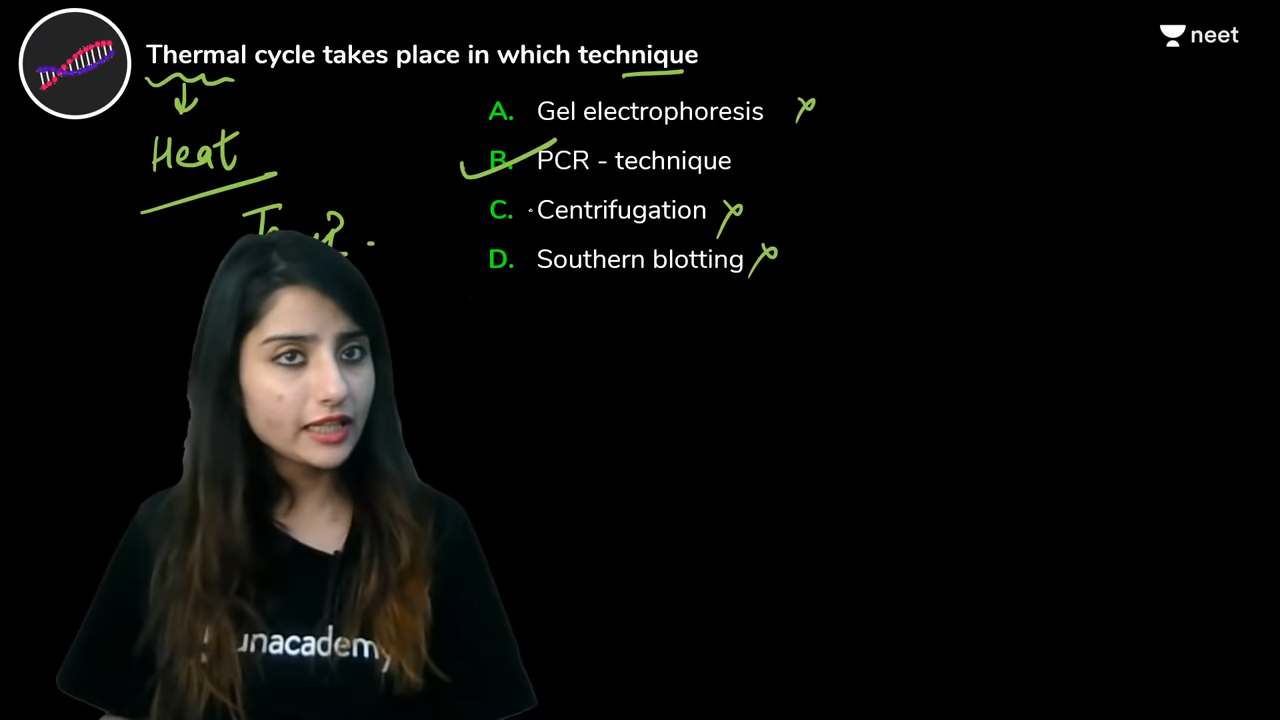 neet
Thermal cycle takes place in which technique
A. Gel electrophoresis
B. PCR - technique
C. Centrifugation
D. Southern blotting
Heat
unacademy